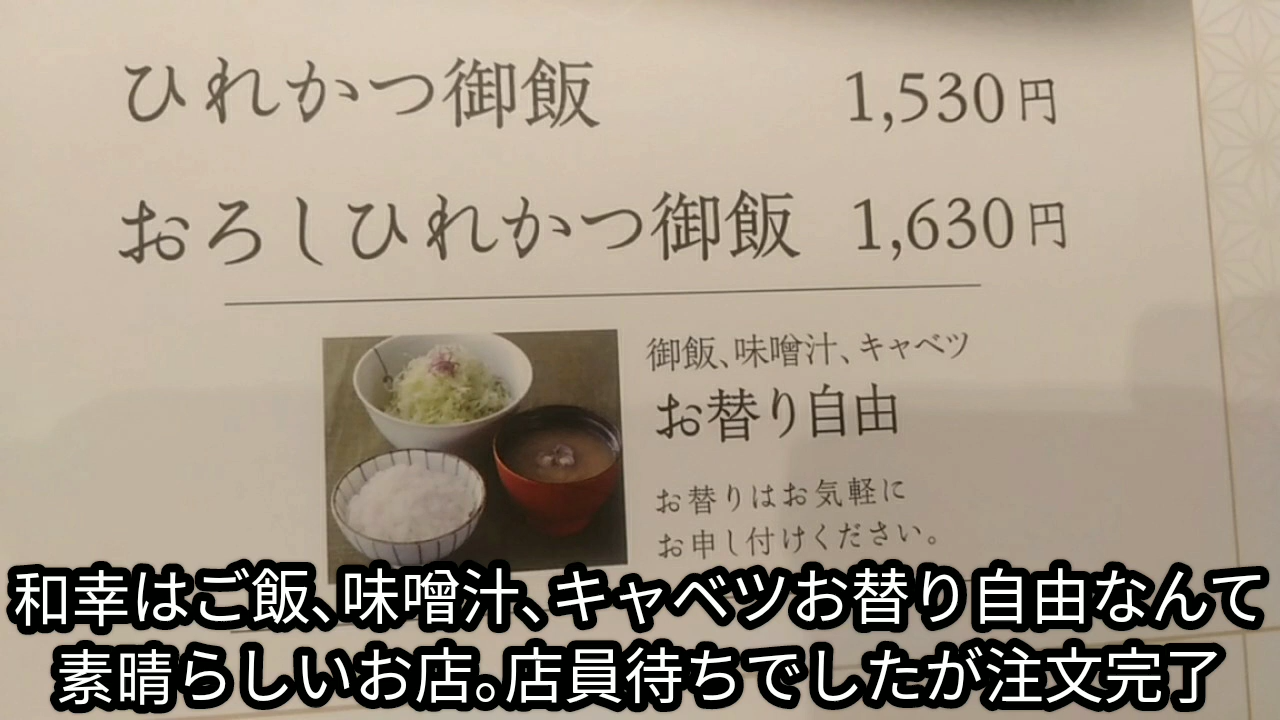 ひれかつ御飯 1,530円
おろしひれかつ御飯 1,630円
御飯、味噌汁、キャベツ
お替り自由
お替りはお気軽に
お申し付けください。
和幸はご飯、味噌汁、キャベツお替り自由なんて
素晴らしいお店。店員待ちでしたが注文完了